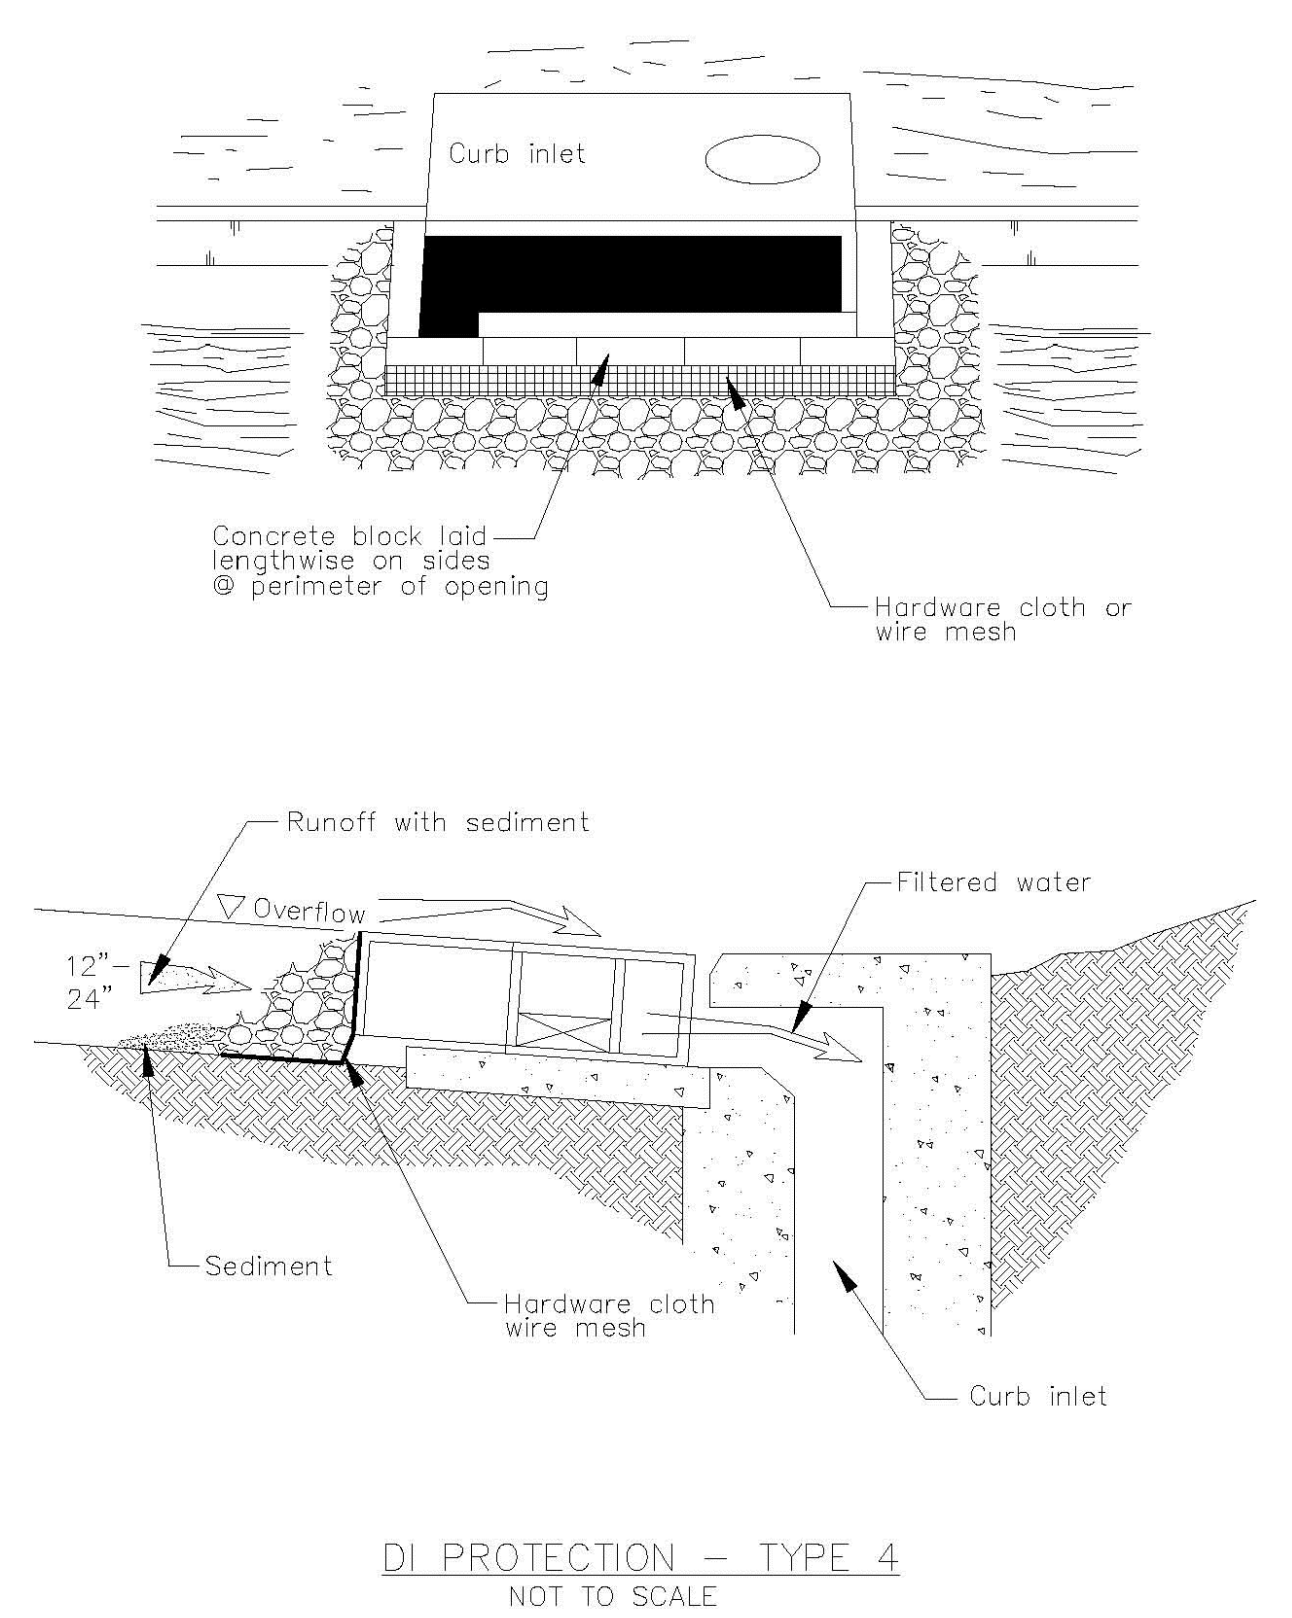 Curb inlet
Concrete block laid
lengthwise on sides
@ perimeter of opening
Hardware cloth or
wire mesh
Runoff with sediment
Filtered water
Overflow
12”-
24”
Sediment
Hardware cloth
wire mesh
Curb inlet
DI PROTECTION - TYPE 4
NOT TO SCALE